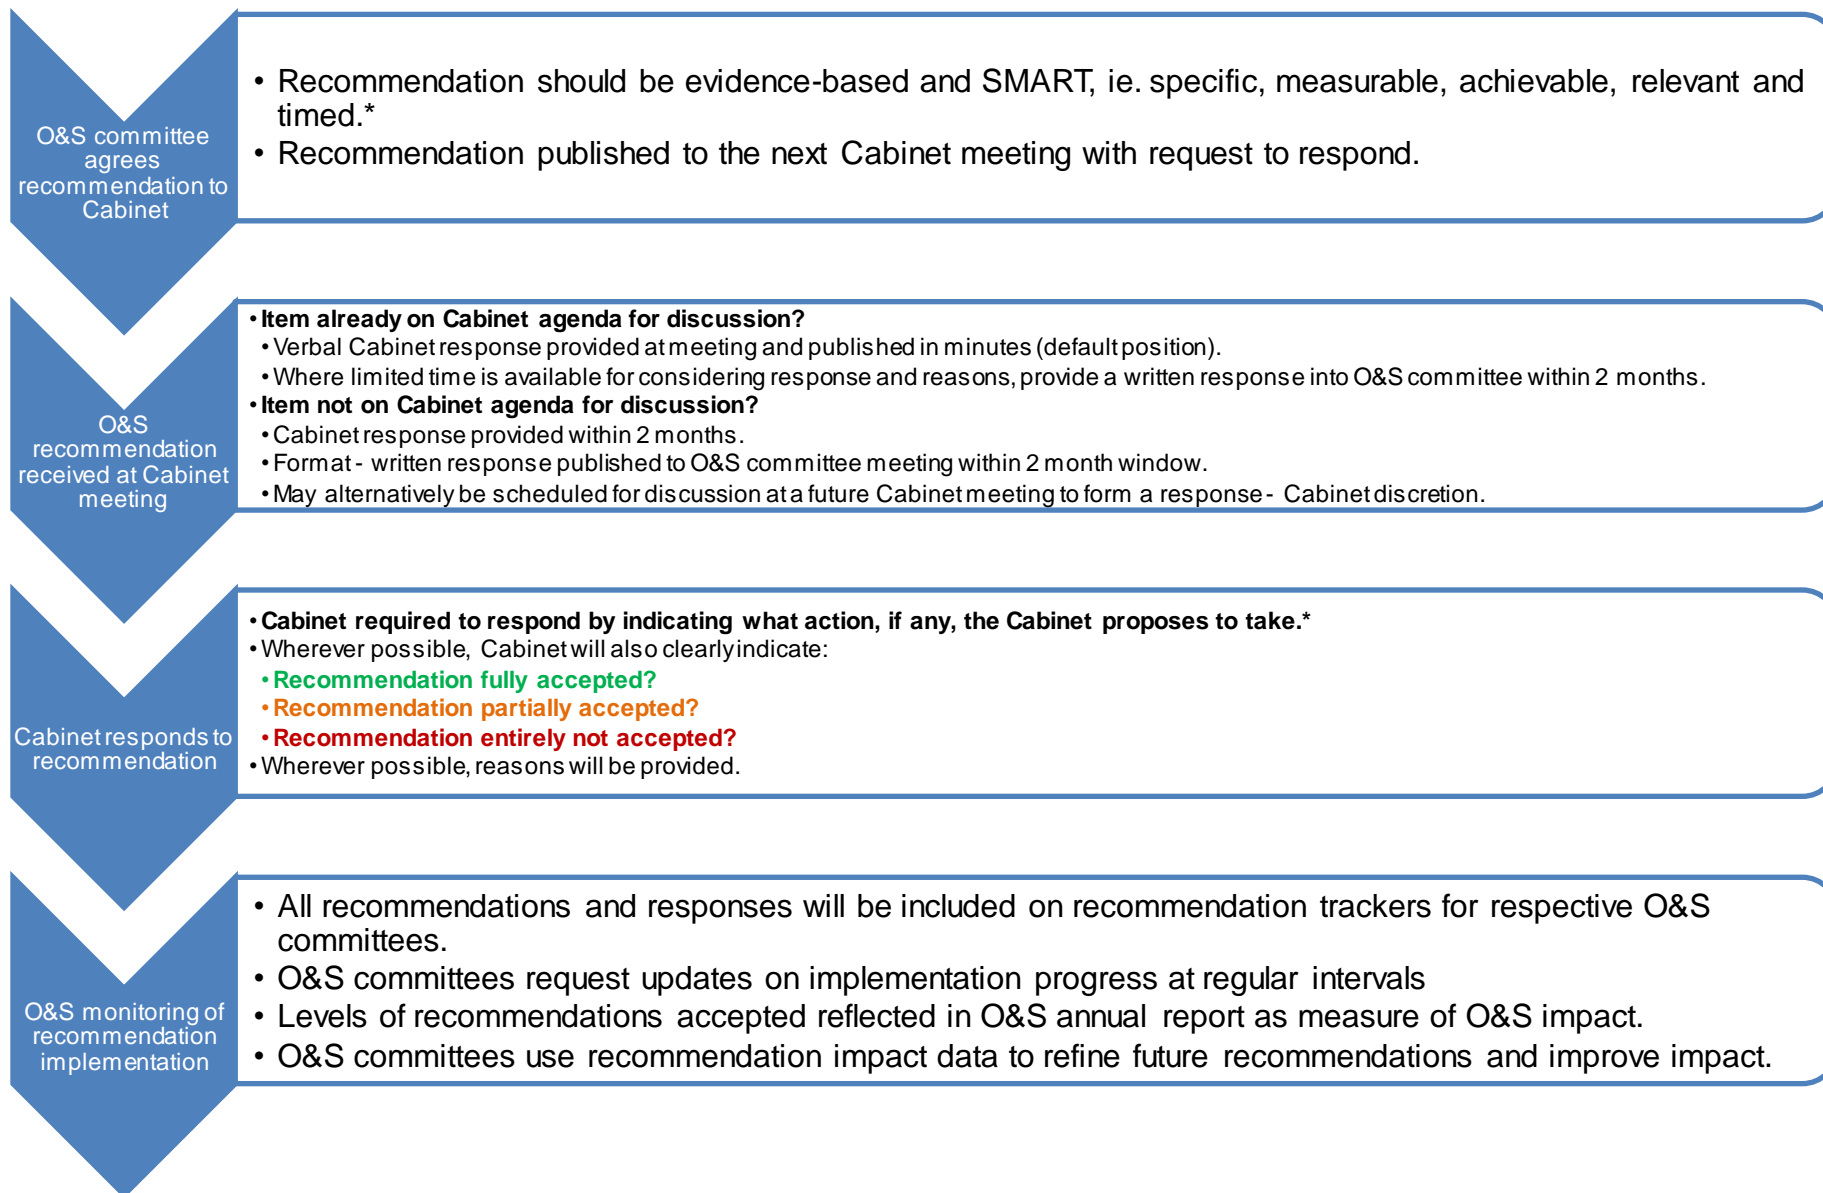 O&S committee
agrees
recommendation to
Cabinet
• Recommendation should be evidence-based and SMART, ie. specific, measurable, achievable, relevant and
timed.*
• Recommendation published to the next Cabinet meeting with request to respond.
O&S
recommendation
received at Cabinet
meeting
• Item already on Cabinet agenda for discussion?
• Verbal Cabinet response provided at meeting and published in minutes (default position).
• Where limited time is available for considering response and reasons, provide a written response into O&S committee within 2 months.
• Item not on Cabinet agenda for discussion?
• Cabinet response provided within 2 months.
• Format - written response published to O&S committee meeting within 2 month window.
• May alternatively be scheduled for discussion at a future Cabinet meeting to form a response - Cabinet discretion.
Cabinet responds to
recommendation
• Cabinet required to respond by indicating what action, if any, the Cabinet proposes to take.*
• Wherever possible, Cabinet will also clearly indicate:
• Recommendation fully accepted?
• Recommendation partially accepted?
• Recommendation entirely not accepted?
• Wherever possible, reasons will be provided.
O&S monitoring of
recommendation
implementation
• All recommendations and responses will be included on recommendation trackers for respective O&S
committees.
• O&S committees request updates on implementation progress at regular intervals
• Levels of recommendations accepted reflected in O&S annual report as measure of O&S impact.
• O&S committees use recommendation impact data to refine future recommendations and improve impact.